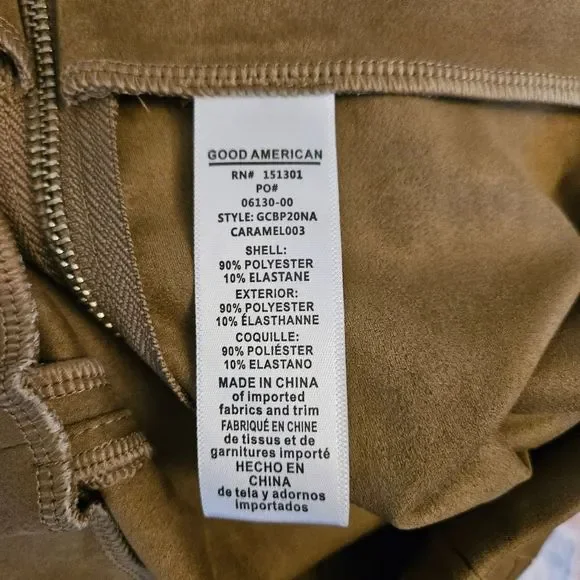 GOOD AMERICAN
RN# 151301
PO#
06130-00
STYLE: GCBP20NA
CARAMEL003
SHELL:
90% POLYESTER
10% ELASTANE
EXTERIOR:
90% POLYESTER
10% ÉLASTHANNE
COQUILLE:
90% POLIÉSTER
10% ELASTANO
MADE IN CHINA
of imported
fabrics and trim
FABRIQUÉ EN CHINE
de tissus et de
garnitures importé
HECHO EN
CHINA
de tela y adornos
importados